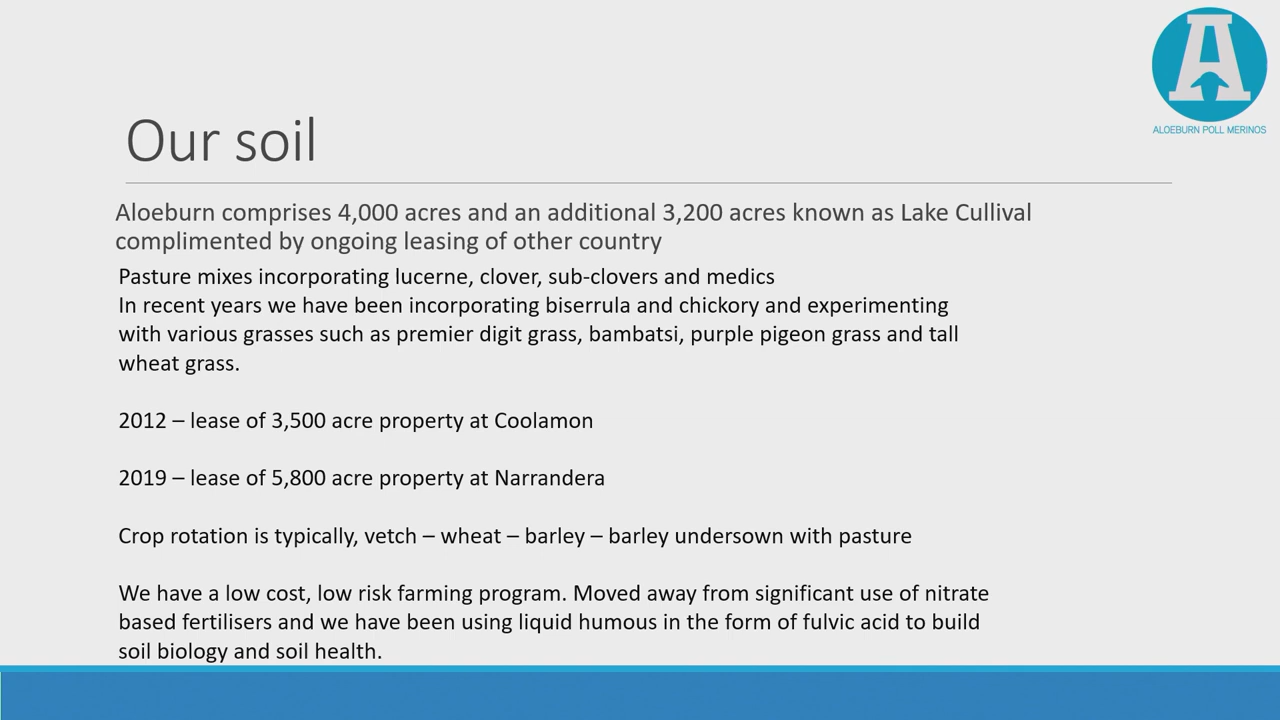 A
ALOEBURN POLL MERINOS
Our soil
Aloeburn comprises 4,000 acres and an additional 3,200 acres known as Lake Cullival
complimented by ongoing leasing of other country
Pasture mixes incorporating lucerne, clover, sub-clovers and medics
In recent years we have been incorporating biserrula and chickory and experimenting
with various grasses such as premier digit grass, bambatsi, purple pigeon grass and tall
wheat grass.
2012 – lease of 3,500 acre property at Coolamon
2019 – lease of 5,800 acre property at Narrandera
Crop rotation is typically, vetch – wheat – barley – barley undersown with pasture
We have a low cost, low risk farming program. Moved away from significant use of nitrate
based fertilisers and we have been using liquid humous in the form of fulvic acid to build
soil biology and soil health.